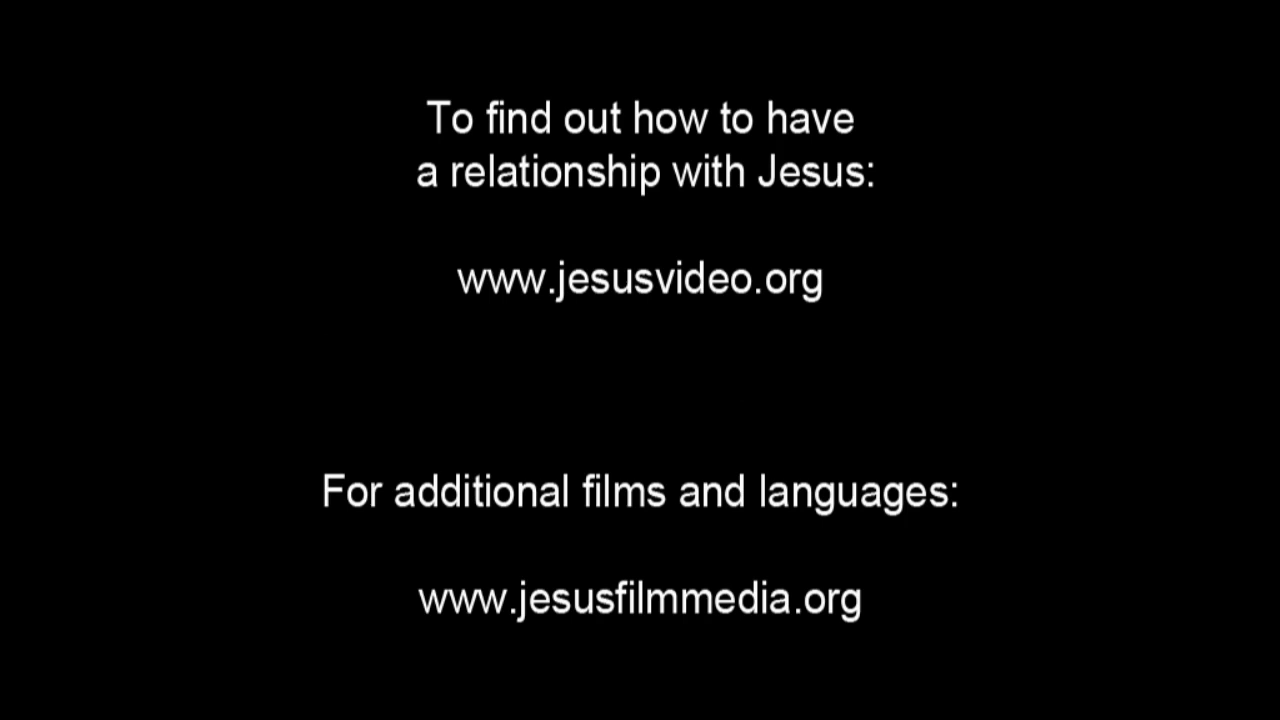 To find out how to have
a relationship with Jesus:
www.jesusvideo.org
For additional films and languages:
www.jesusfilmmedia.org